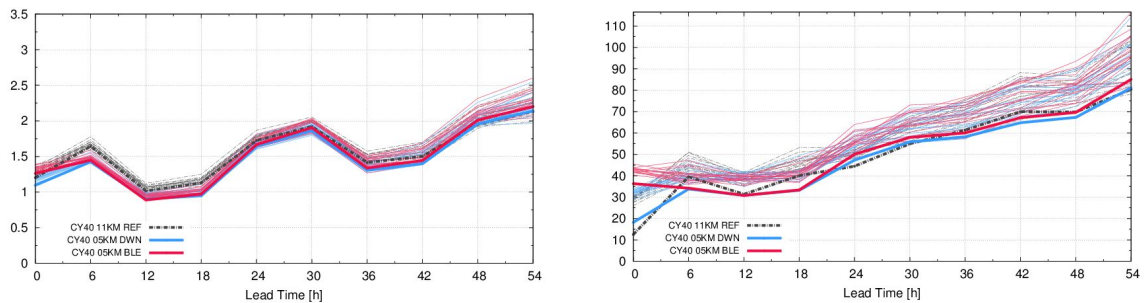 3.5
3
2.5
2
1.5
1
0.5
0
CY40 11KM REF
CY40 05KM DWN
CY40 05KM BLE
0 6 12 18 24 30 36 42 48 54
Lead Time [h]
110
100
90
80
70
60
50
40
30
20
10
0
CY40 11KM REF
CY40 05KM DWN
CY40 05KM BLE
0 6 12 18 24 30 36 42 48 54
Lead Time [h]